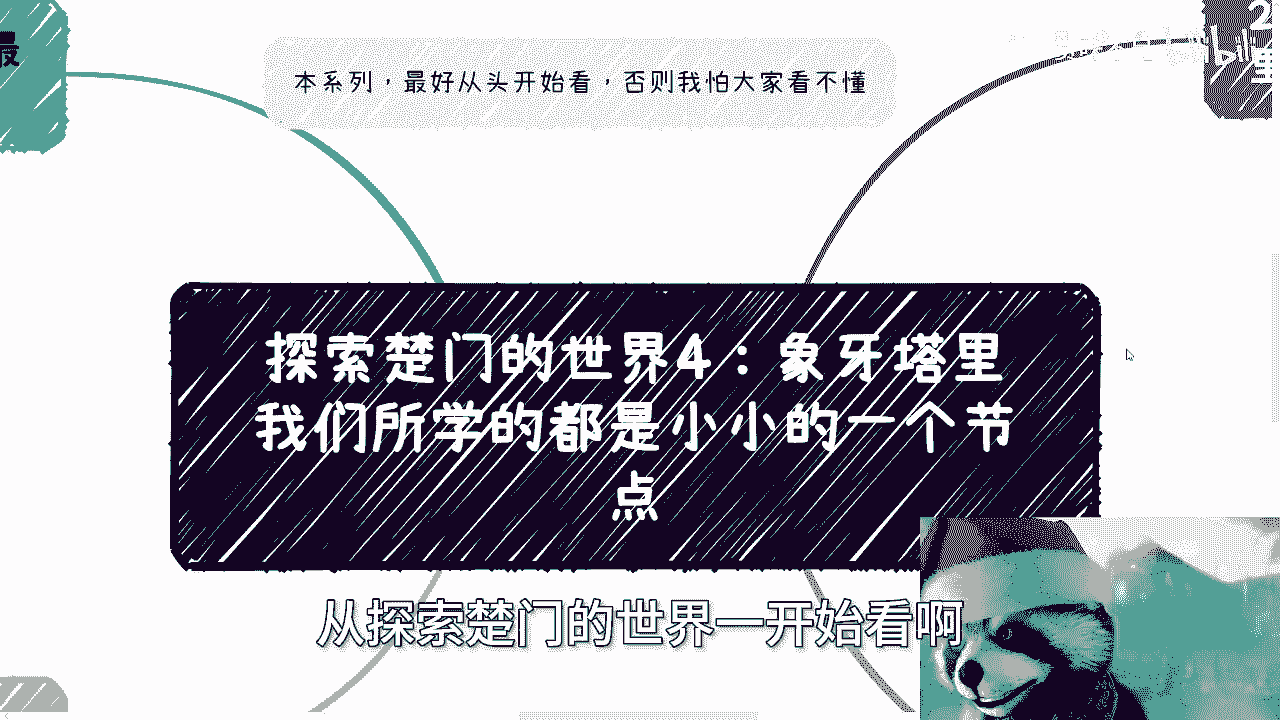 最
本系列，最好从头开始看，否则我怕大家看不懂
探索楚门的世界4：象牙塔里
我们所学的都是小小的一个节
点
从探索楚门的世界一开始看啊